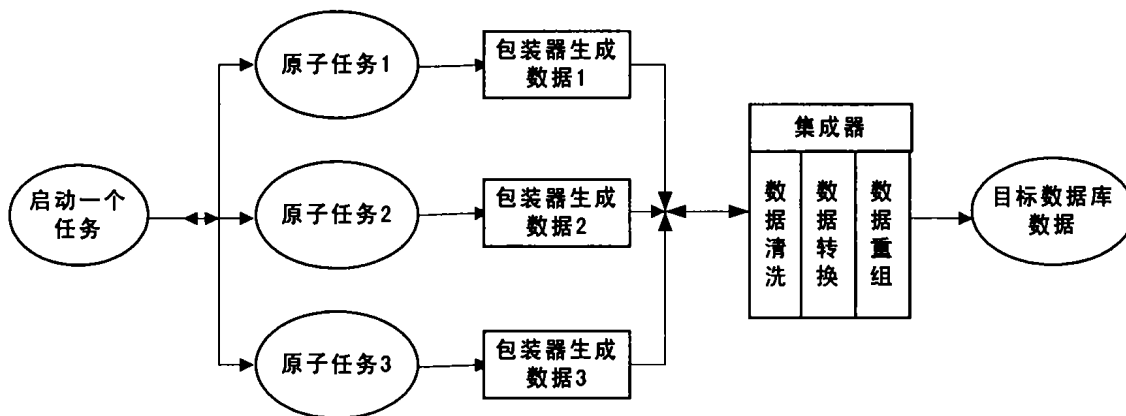 原子任务1
包装器生成
数据1
启动一个
任务
原子任务2
包装器生成
数据2
原子任务3
包装器生成
数据3
集成器
数据清洗
数据转换
数据重组
目标数据库
数据